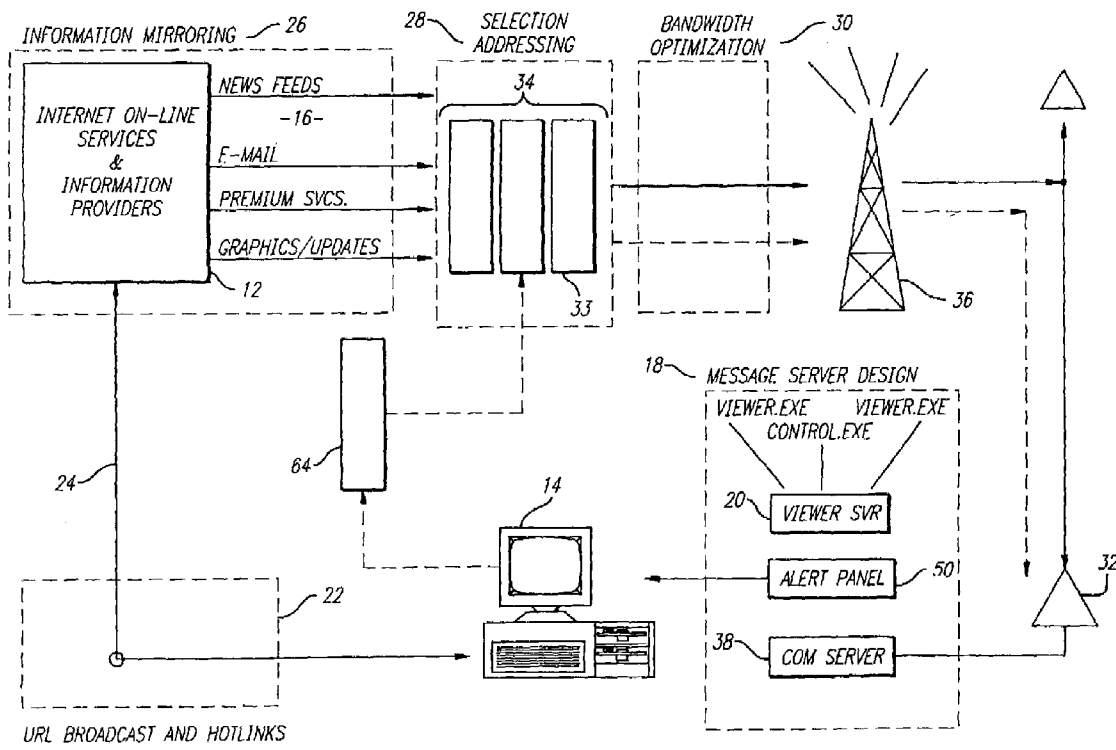 INFORMATION MIRRORING
26
28
SELECTION
ADDRESSING
BANDWIDTH
OPTIMIZATION
30
INTERNET ON-LINE
SERVICES
&
INFORMATION
PROVIDERS
NEWS FEEDS
-16-
E-MAIL
PREMIUM SVCS.
GRAPHICS/UPDATES
12
34
33
36
64
24
14
18
MESSAGE SERVER DESIGN
VIEWER.EXE
VIEWER.EXE
CONTROL.EXE
20
VIEWER SVR
ALERT PANEL
50
38
COM SERVER
32
22
URL BROADCAST AND HOTLINKS